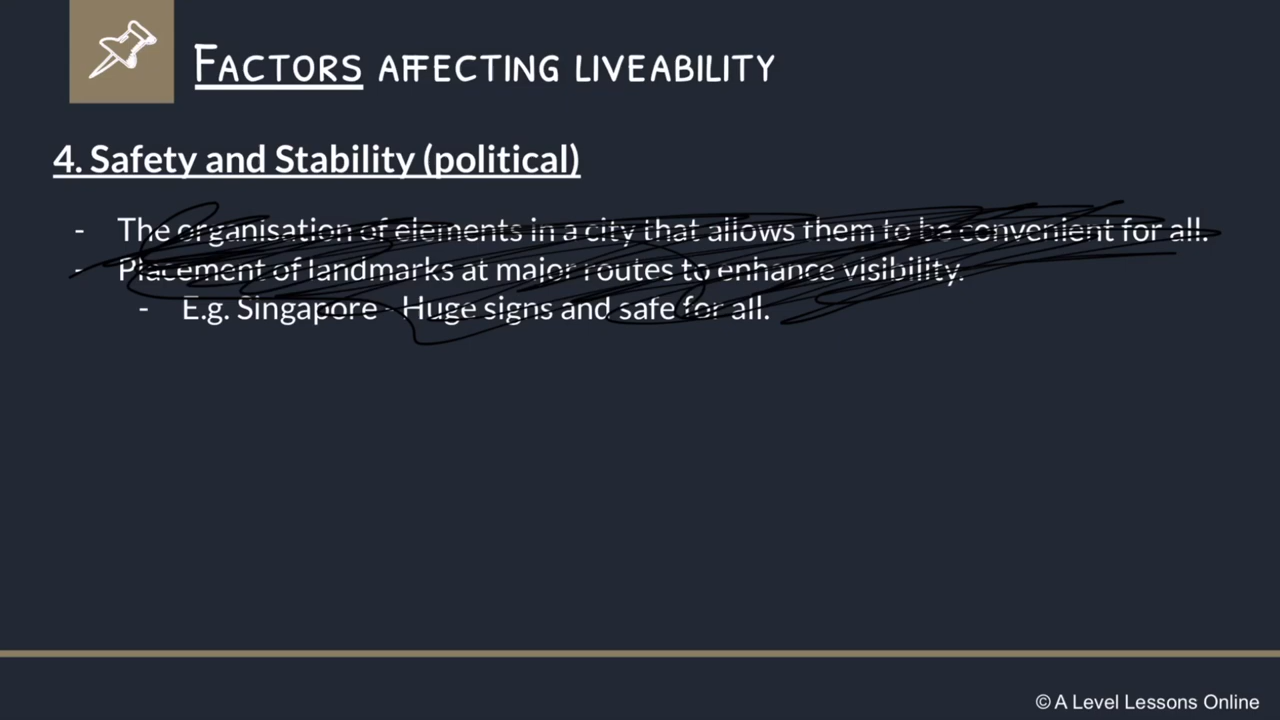 FACTORS AFFECTING LIVEABILITY
4. Safety and Stability (political)
- The organisation of elements in a city that allows them to be convenient for all.
- Placement of landmarks at major routes to enhance visibility.
- E.g. Singapore - Huge signs and safe for all.
© A Level Lessons Online